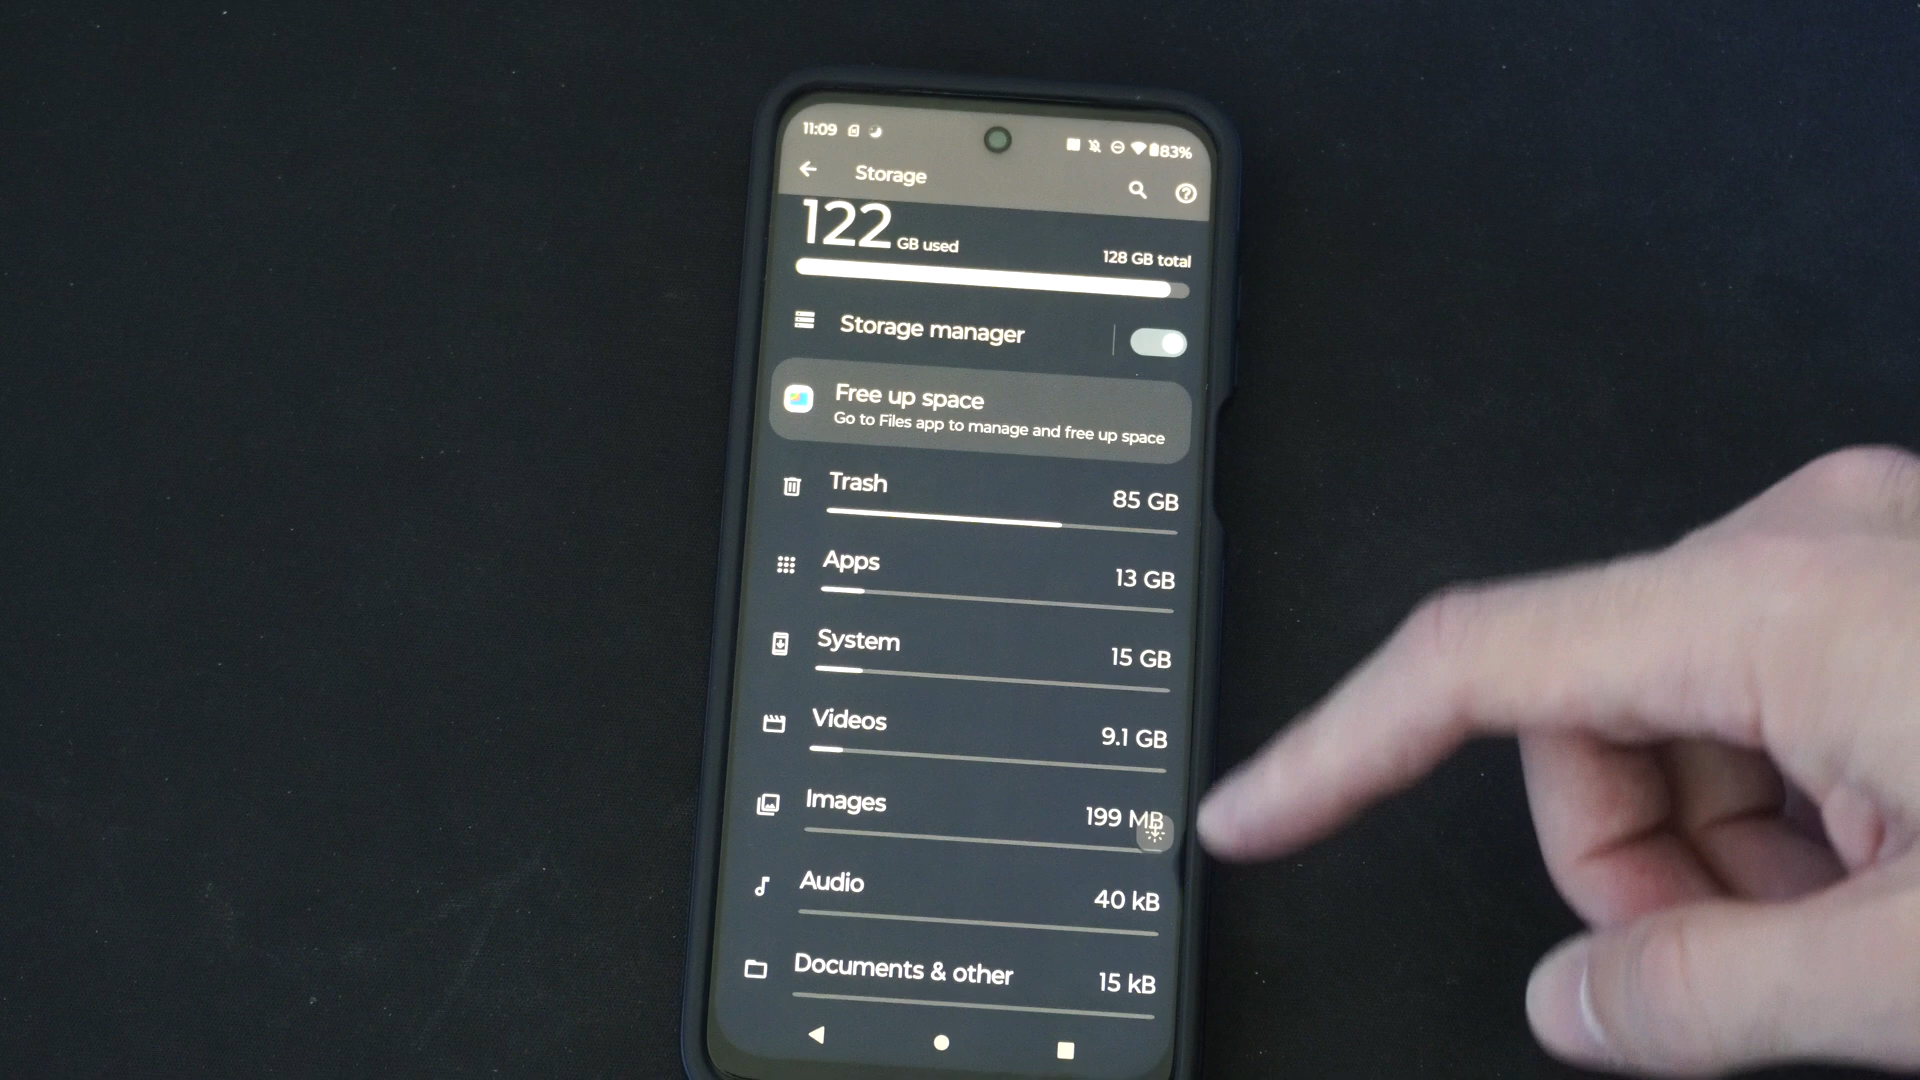 11:09
83%
Storage
122 GB used
128 GB total
Storage manager
Free up space
Go to Files app to manage and free up space
Trash
85 GB
Apps
13 GB
System
15 GB
Videos
9.1 GB
Images
199 MB
Audio
40 kB
Documents & other
15 kB